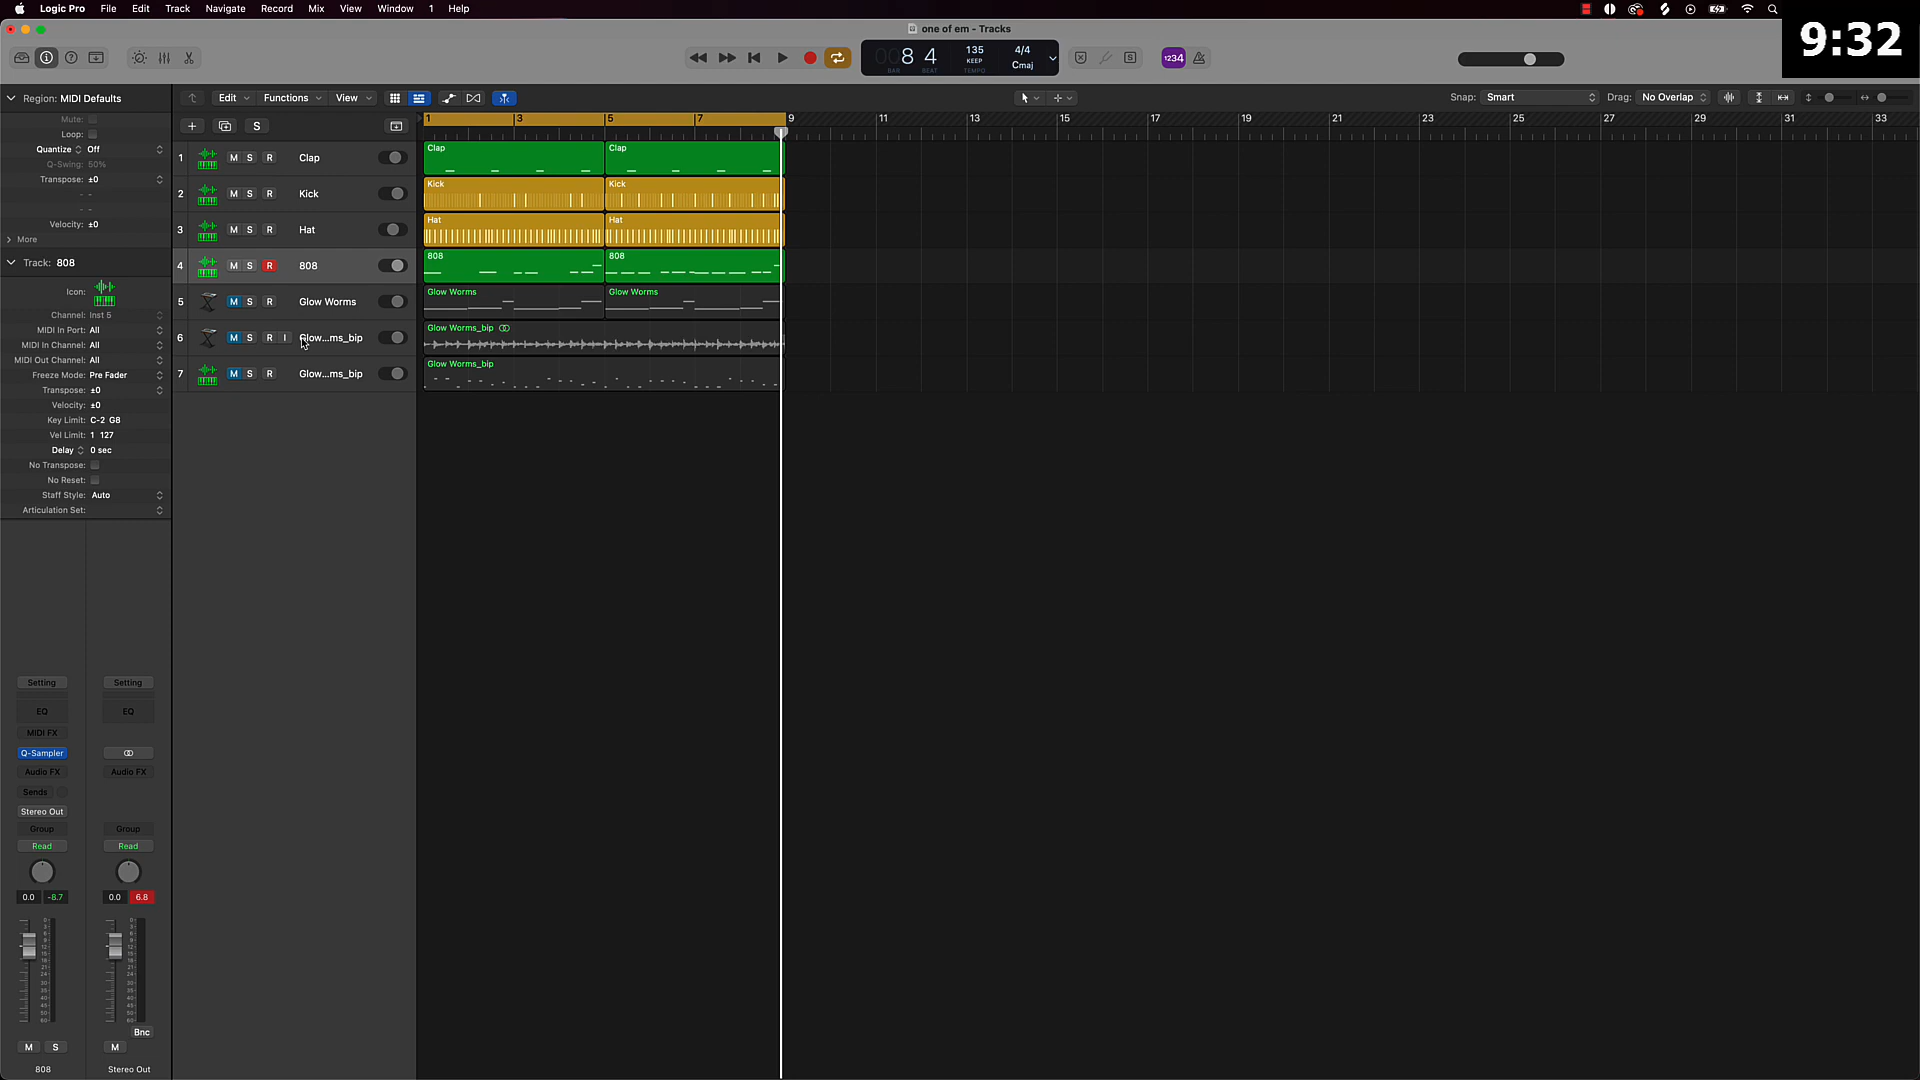 Logic Pro File Edit Track Navigate Record Mix View Window 1 Help
9:32
one of em - Tracks
8 4 135 4/4
KEEP Cmaj
BAR BEAT TEMPO
1234
Region: MIDI Defaults
Edit Functions View
Snap: Smart Drag: No Overlap
Mute:
Loop:
Quantize Off
Q-Swing: 50%
Transpose: ±0
Velocity: ±0
More
Track: 808
Icon:
Channel: Inst 5
MIDI In Port: All
MIDI In Channel: All
MIDI Out Channel: All
Freeze Mode: Pre Fader
Transpose: ±0
Velocity: ±0
Key Limit: C-2 G8
Vel Limit: 1 127
Delay 0 sec
No Transpose:
No Reset:
Staff Style: Auto
Articulation Set:
S
1 3 5 7 9 11 13 15 17 19 21 23 25 27 29 31 33
1 M S R Clap
Clap Clap
2 M S R Kick
Kick Kick
3 M S R Hat
Hat Hat
4 M S R 808
808 808
5 M S R Glow Worms
Glow Worms Glow Worms
6 M S R I Glow...ms_bip
Glow Worms_bip
7 M S R Glow...ms_bip
Glow Worms_bip
Setting Setting
EQ EQ
MIDI FX
Q-Sampler
Audio FX Audio FX
Sends
Stereo Out
Group Group
Read Read
0.0 -8.7 0.0 6.8
Bnc
M S M
808 Stereo Out